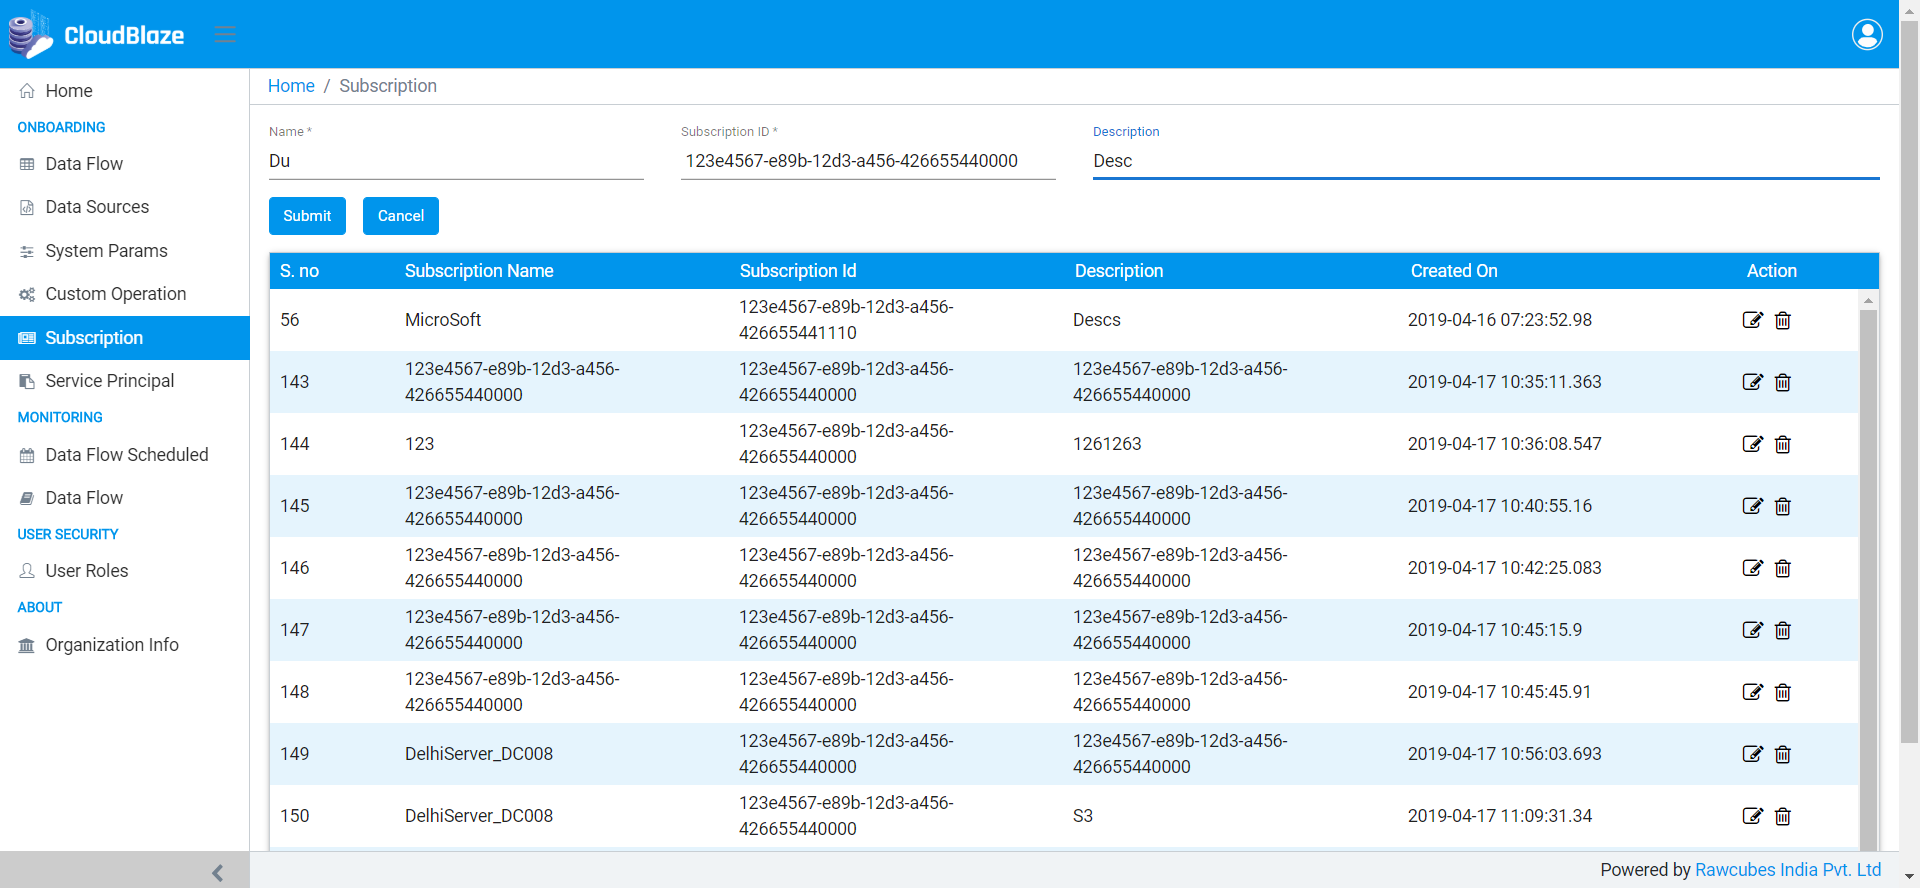 CloudBlaze
Home
ONBOARDING
Data Flow
Data Sources
System Params
Custom Operation
Subscription
Service Principal
MONITORING
Data Flow Scheduled
Data Flow
USER SECURITY
User Roles
ABOUT
Organization Info
Home / Subscription
Name * Subscription ID * Description
Du 123e4567-e89b-12d3-a456-426655440000 Desc
Submit Cancel
S. no Subscription Name Subscription Id Description Created On Action
56 MicroSoft 123e4567-e89b-12d3-a456- Descs 2019-04-16 07:23:52.98
426655441110
143 123e4567-e89b-12d3-a456- 123e4567-e89b-12d3-a456- 123e4567-e89b-12d3-a456- 2019-04-17 10:35:11.363
426655440000 426655440000 426655440000
144 123 123e4567-e89b-12d3-a456- 1261263 2019-04-17 10:36:08.547
426655440000
145 123e4567-e89b-12d3-a456- 123e4567-e89b-12d3-a456- 123e4567-e89b-12d3-a456- 2019-04-17 10:40:55.16
426655440000 426655440000 426655440000
146 123e4567-e89b-12d3-a456- 123e4567-e89b-12d3-a456- 123e4567-e89b-12d3-a456- 2019-04-17 10:42:25.083
426655440000 426655440000 426655440000
147 123e4567-e89b-12d3-a456- 123e4567-e89b-12d3-a456- 123e4567-e89b-12d3-a456- 2019-04-17 10:45:15.9
426655440000 426655440000 426655440000
148 123e4567-e89b-12d3-a456- 123e4567-e89b-12d3-a456- 123e4567-e89b-12d3-a456- 2019-04-17 10:45:45.91
426655440000 426655440000 426655440000
149 DelhiServer_DC008 123e4567-e89b-12d3-a456- 123e4567-e89b-12d3-a456- 2019-04-17 10:56:03.693
426655440000 426655440000
150 DelhiServer_DC008 123e4567-e89b-12d3-a456- S3 2019-04-17 11:09:31.34
426655440000
Powered by Rawcubes India Pvt. Ltd